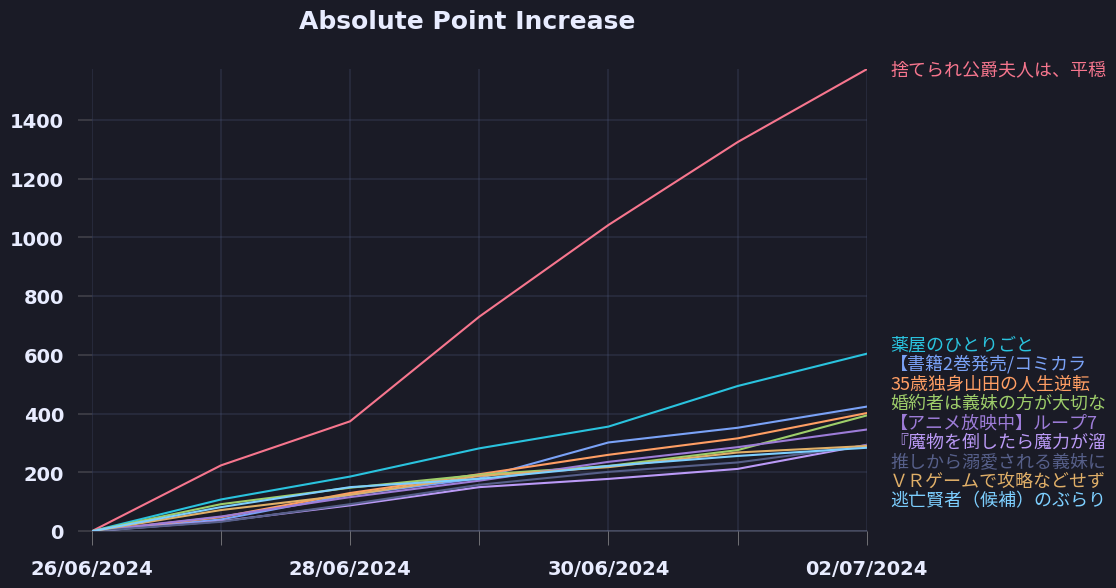 Absolute Point Increase
捨てられ公爵夫人は、平穏
1400
1200
1000
800
600
400
200
0
薬屋のひとりごと
【書籍2巻発売/コミカラ
35歳独身山田の人生逆転
婚約者は義妹の方が大切な
【アニメ放映中】ループ7
『魔物を倒したら魔力が溜
推しから溺愛される義妹に
ＶＲゲームで攻略などせず
逃亡賢者（候補）のぶらり
26/06/2024
28/06/2024
30/06/2024
02/07/2024